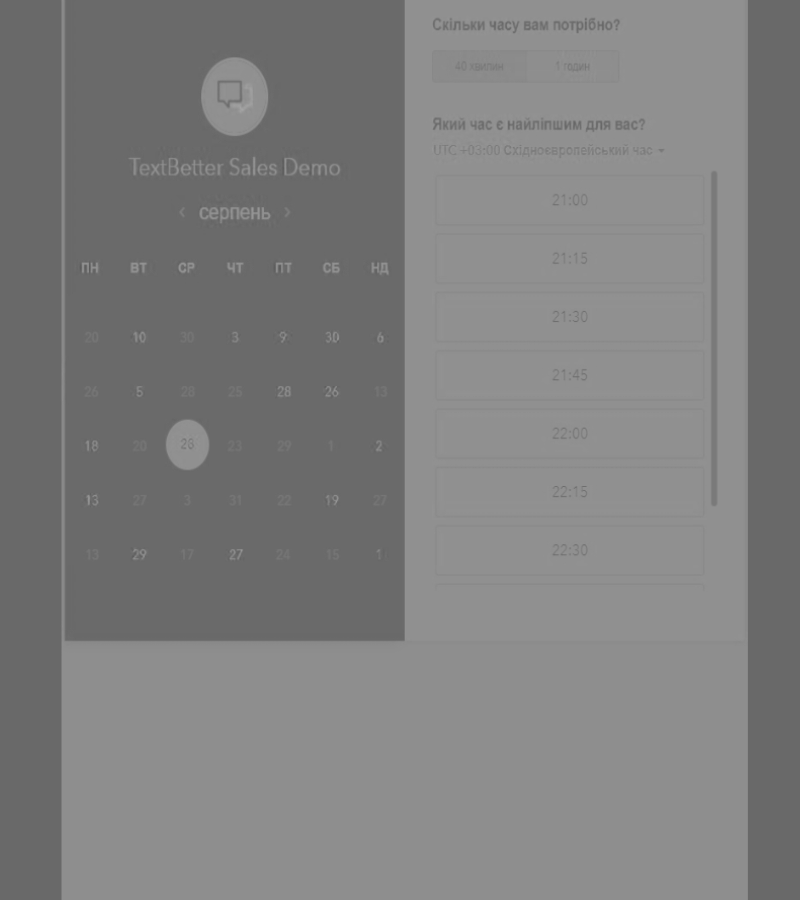 TextBetter Sales Demo
серпень
ПН ВТ СР ЧТ ПТ СБ НД
20 10 30 3 9 30 6
26 5 28 25 28 26 13
18 20 26 23 29 1 2
13 27 3 31 22 19 27
13 29 17 27 24 15 1
Скільки часу вам потрібно?
40 хвилин 1 годин
Який час є найліпшим для вас?
UTC +03:00 Східноєвропейський час
21:00
21:15
21:30
21:45
22:00
22:15
22:30